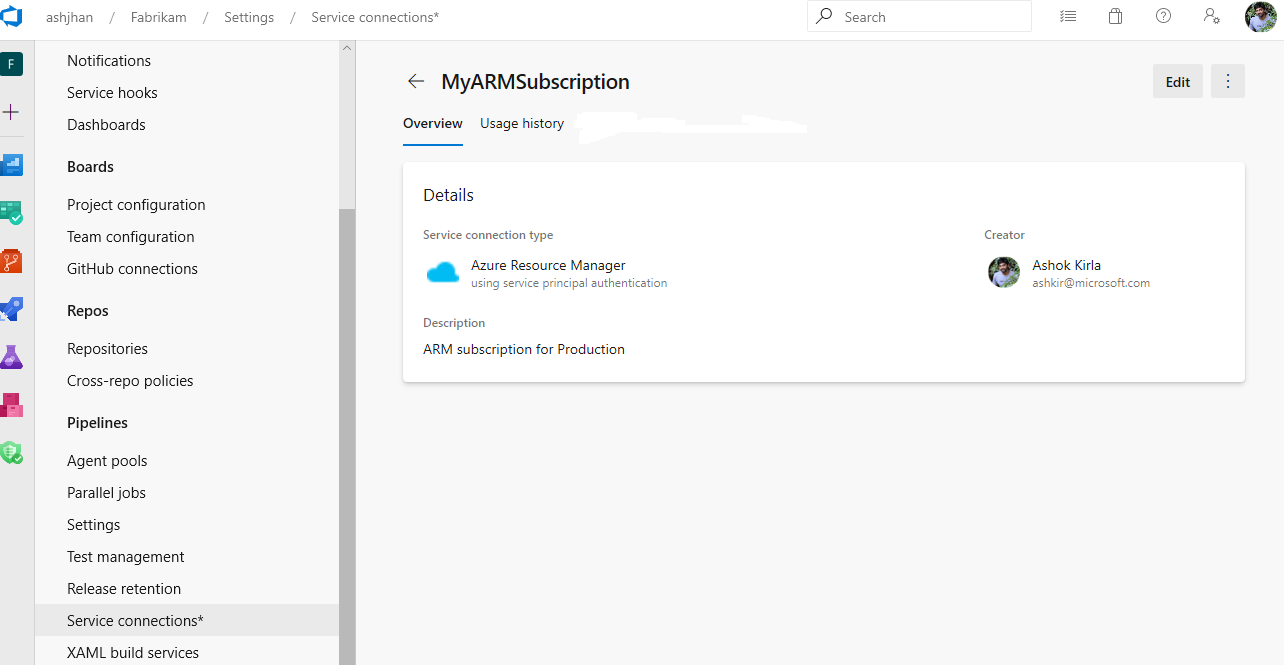 ashjhan / Fabrikam / Settings / Service connections*
Search
F
Notifications
Service hooks
Dashboards
Boards
Project configuration
Team configuration
GitHub connections
Repos
Repositories
Cross-repo policies
Pipelines
Agent pools
Parallel jobs
Settings
Test management
Release retention
Service connections*
XAML build services
MyARMSubscription
Edit
Overview
Usage history
Details
Service connection type
Azure Resource Manager
using service principal authentication
Creator
Ashok Kirla
ashkir@microsoft.com
Description
ARM subscription for Production